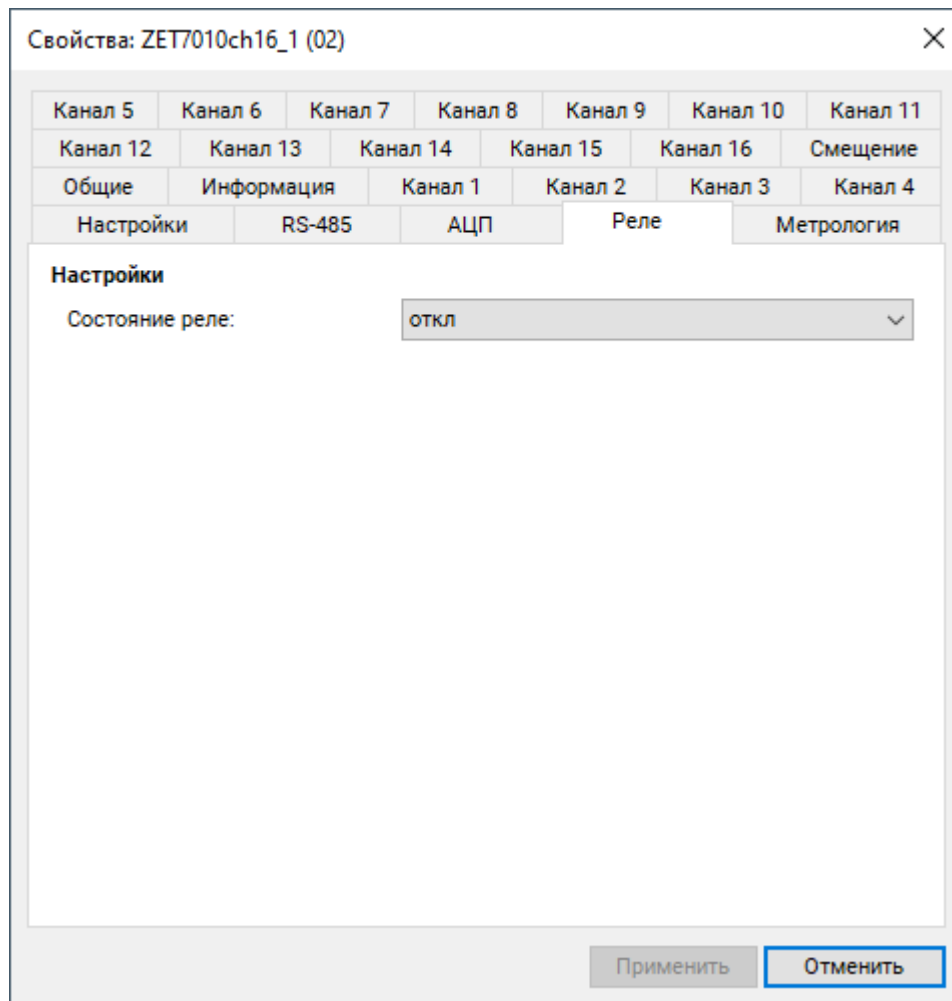 Свойства: ZET7010ch16_1 (02)
Канал 5 Канал 6 Канал 7 Канал 8 Канал 9 Канал 10 Канал 11
Канал 12 Канал 13 Канал 14 Канал 15 Канал 16 Смещение
Общие Информация Канал 1 Канал 2 Канал 3 Канал 4
Настройки RS-485 АЦП Реле Метрология
Настройки
Состояние реле: откл
Применить Отменить